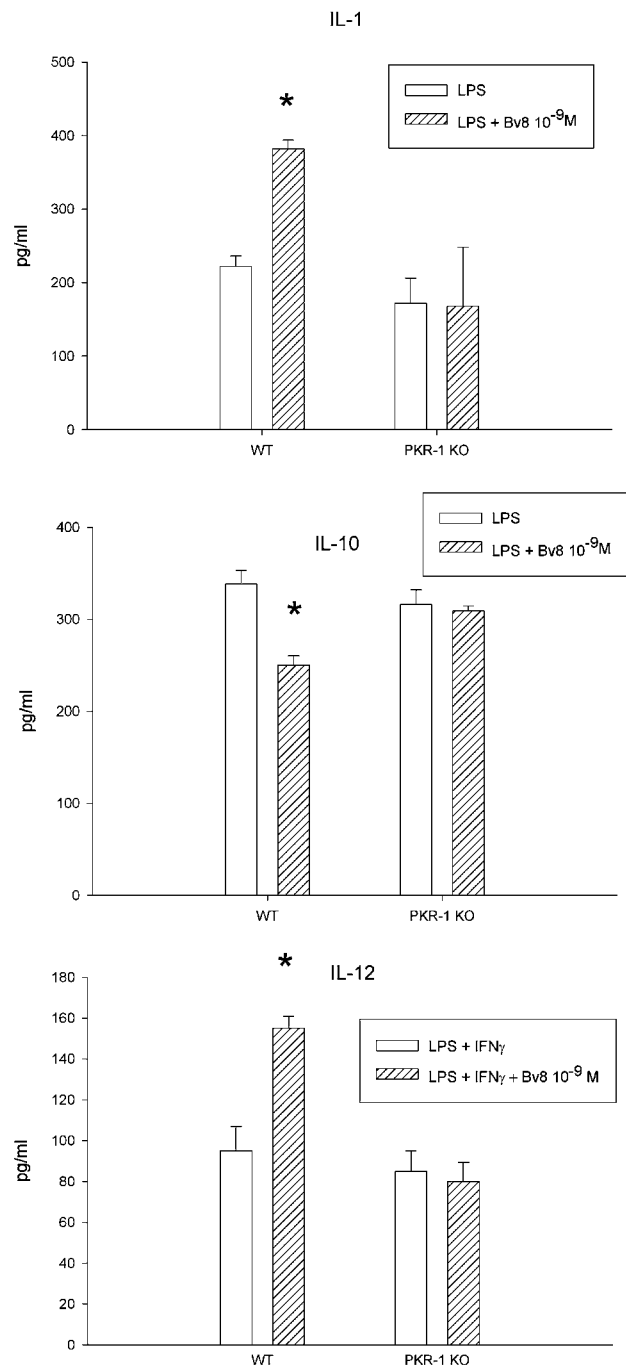 IL-1
500
400
300
200
100
0
pg/ml
*
LPS
LPS + Bv8 10⁻⁹M
WT
PKR-1 KO
IL-10
400
300
200
100
0
pg/ml
*
LPS
LPS + Bv8 10⁻⁹M
WT
PKR-1 KO
IL-12
180
160
140
120
100
80
60
40
20
0
pg/ml
*
LPS + IFNγ
LPS + IFNγ + Bv8 10⁻⁹ M
WT
PKR-1 KO